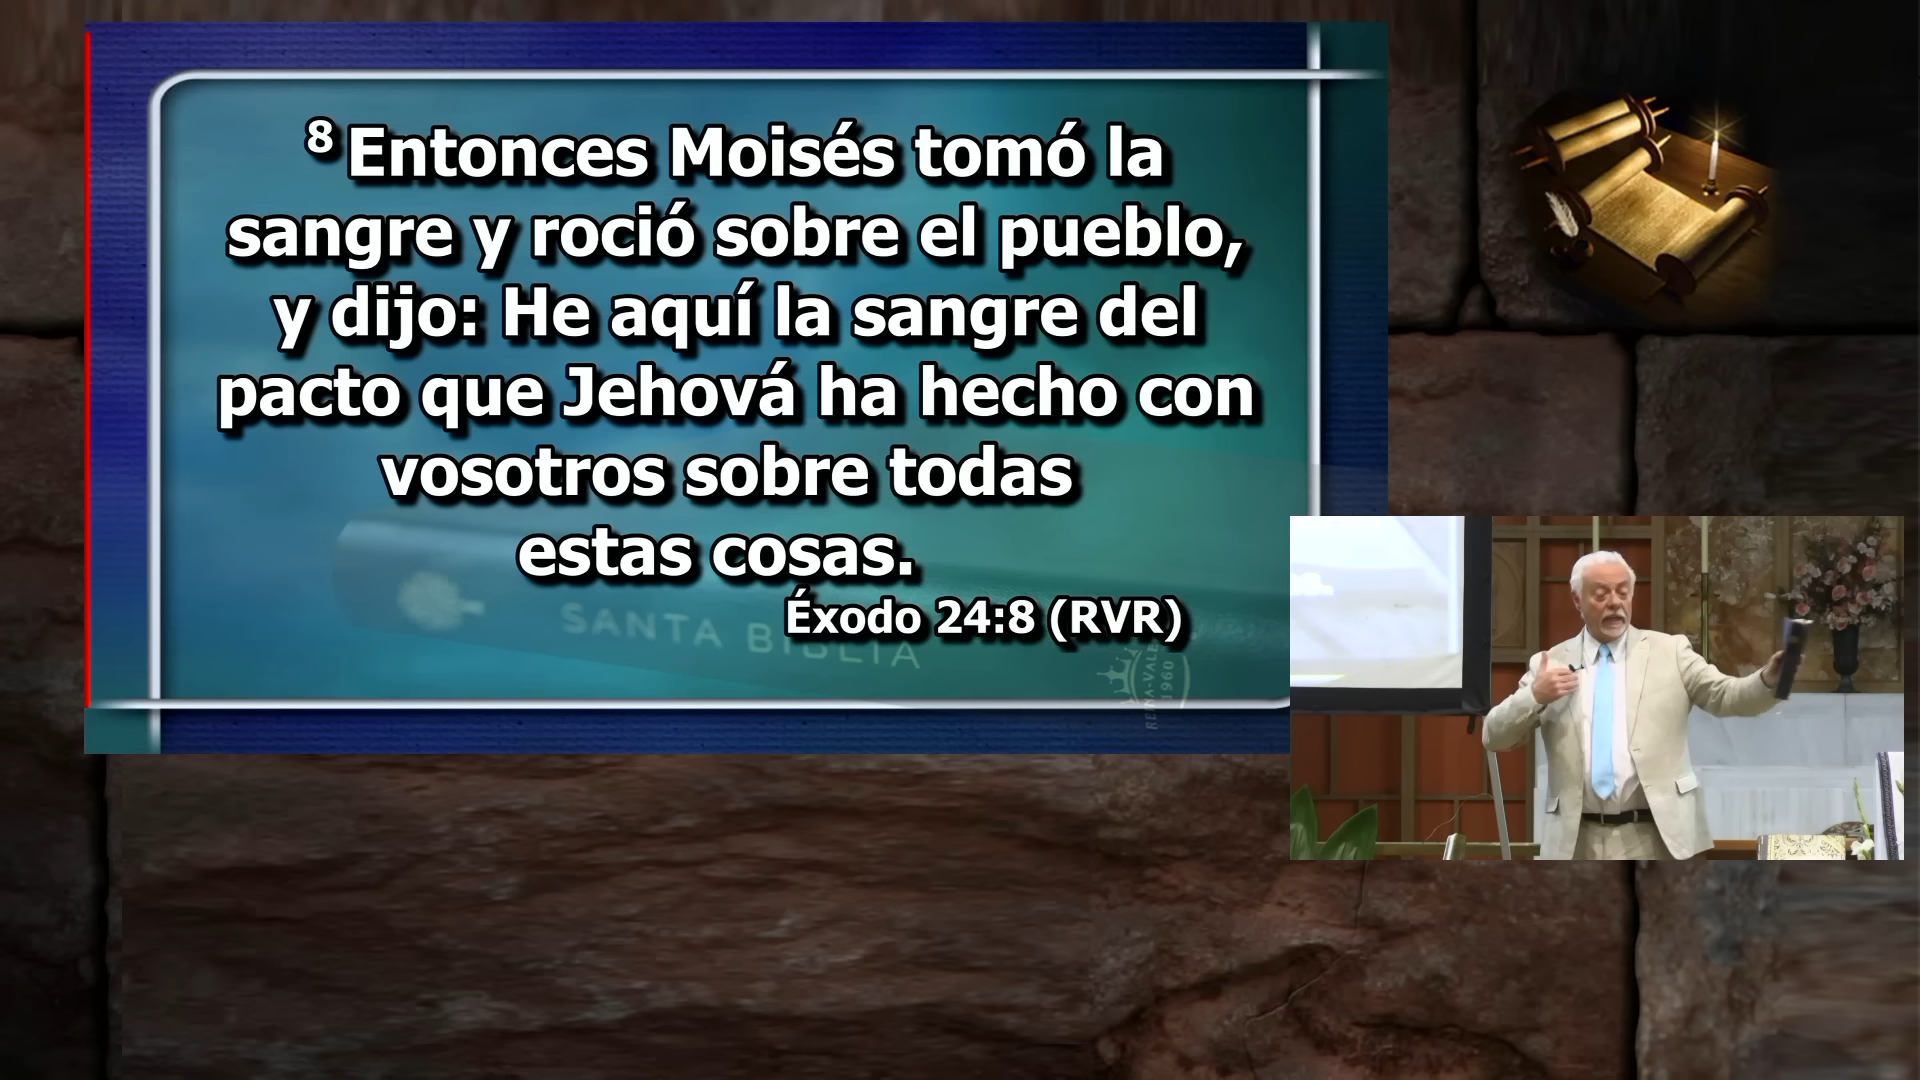 8 Entonces Moisés tomó la
sangre y roció sobre el pueblo,
y dijo: He aquí la sangre del
pacto que Jehová ha hecho con
vosotros sobre todas
estas cosas.
Éxodo 24:8 (RVR)
SANTA BIBLIA
1960